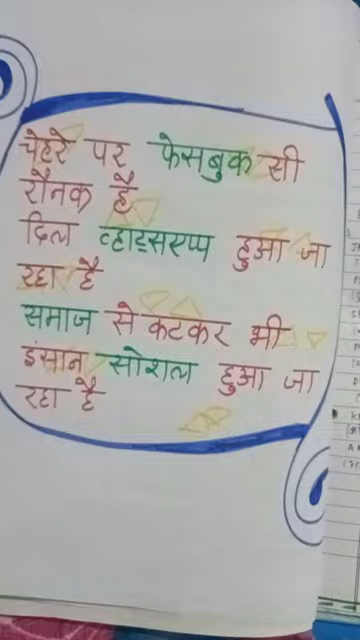 चेहरे पर फेसबुक सी
रौनक है
दिल व्हाट्सएप्प हुआ जा
रहा है
समाज से कटकर भी
इंसान सोशल हुआ जा
रहा है